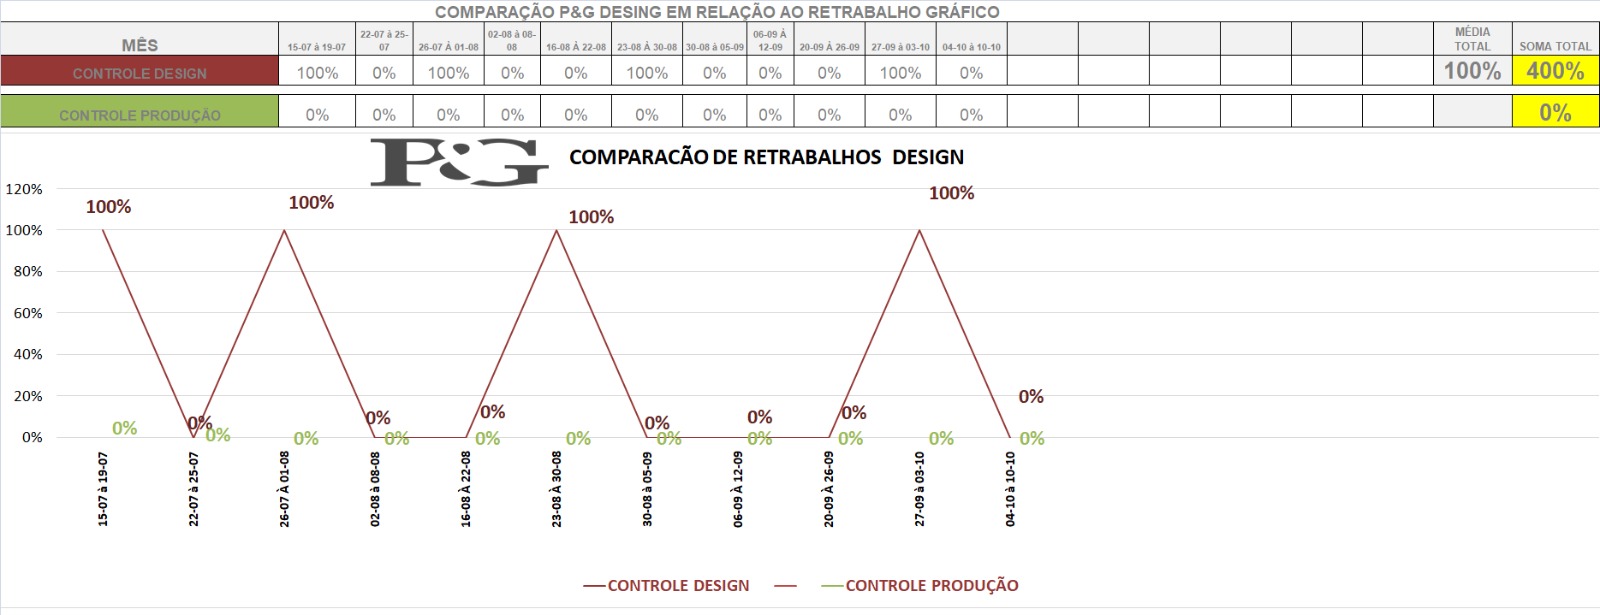 COMPARAÇÃO P&G DESING EM RELAÇÃO AO RETRABALHO GRÁFICO
MÊS 15-07 à 19-07 22-07 à 25-07 26-07 À 01-08 02-08 à 08-08 16-08 À 22-08 23-08 À 30-08 30-08 à 05-09 06-09 À 12-09 20-09 À 26-09 27-09 à 03-10 04-10 à 10-10 MÉDIA TOTAL SOMA TOTAL
CONTROLE DESIGN 100% 0% 100% 0% 0% 100% 0% 0% 0% 100% 0% 100% 400%
CONTROLE PRODUÇÃO 0% 0% 0% 0% 0% 0% 0% 0% 0% 0% 0% 0%
P&G COMPARACÃO DE RETRABALHOS DESIGN
120%
100%
80%
60%
40%
20%
0%
100% 0% 100% 0% 0% 100% 0% 0% 0% 100% 0%
0% 0% 0% 0% 0% 0% 0% 0% 0% 0% 0%
15-07 à 19-07
22-07 à 25-07
26-07 À 01-08
02-08 à 08-08
16-08 À 22-08
23-08 À 30-08
30-08 à 05-09
06-09 À 12-09
20-09 À 26-09
27-09 à 03-10
04-10 à 10-10
CONTROLE DESIGN CONTROLE PRODUÇÃO